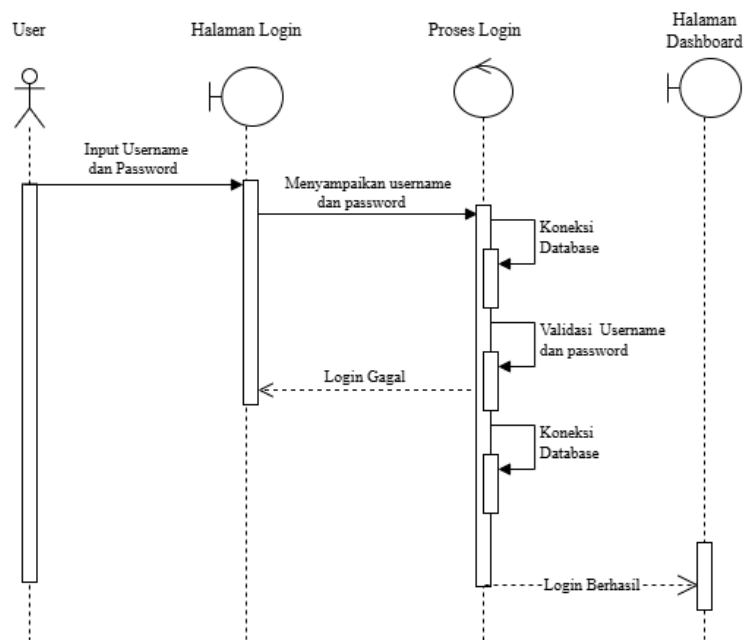 User
Halaman Login
Proses Login
Halaman
Dashboard
Input Username
dan Password
Menyampaikan username
dan password
Koneksi
Database
Validasi Username
dan password
Login Gagal
Koneksi
Database
Login Berhasil